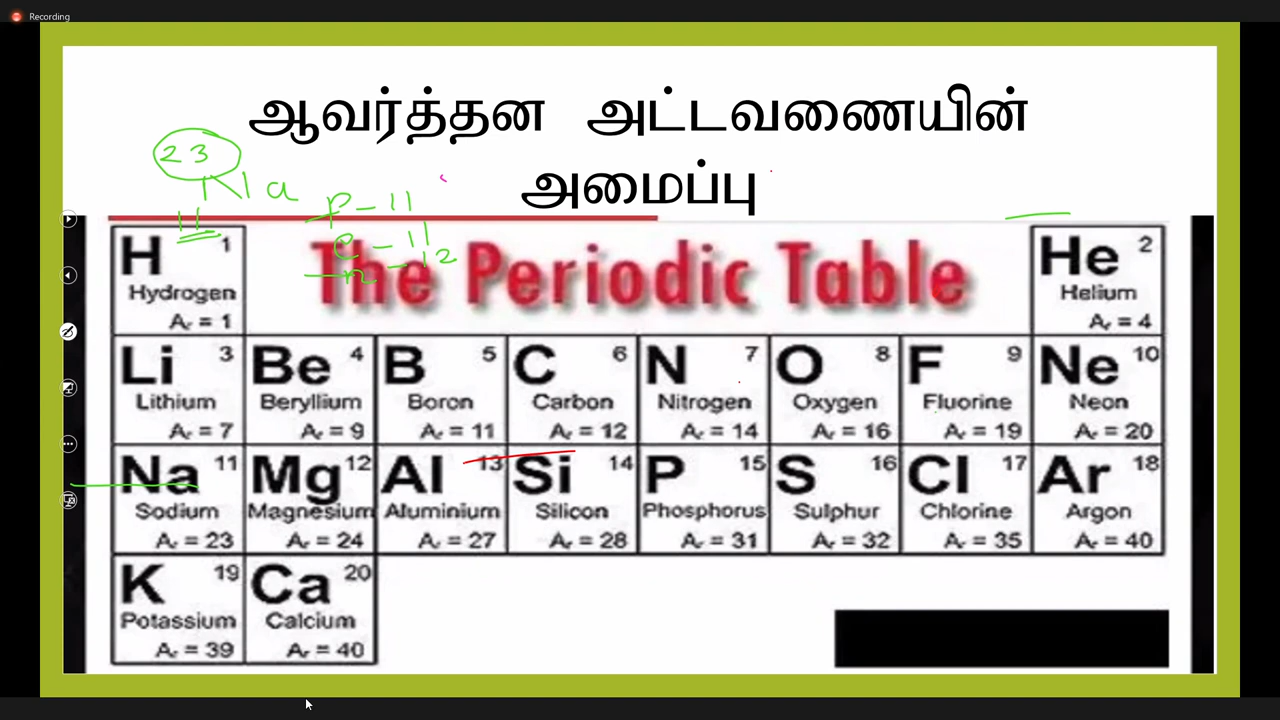 Recording
ஆவர்த்தன அட்டவணையின்
அமைப்பு
23
Na
11
p - 11
e - 11
n - 12
The Periodic Table
H 1
Hydrogen
Ar = 1
He 2
Helium
Ar = 4
Li 3
Lithium
Ar = 7
Be 4
Beryllium
Ar = 9
B 5
Boron
Ar = 11
C 6
Carbon
Ar = 12
N 7
Nitrogen
Ar = 14
O 8
Oxygen
Ar = 16
F 9
Fluorine
Ar = 19
Ne 10
Neon
Ar = 20
Na 11
Sodium
Ar = 23
Mg 12
Magnesium
Ar = 24
Al 13
Aluminium
Ar = 27
Si 14
Silicon
Ar = 28
P 15
Phosphorus
Ar = 31
S 16
Sulphur
Ar = 32
Cl 17
Chlorine
Ar = 35
Ar 18
Argon
Ar = 40
K 19
Potassium
Ar = 39
Ca 20
Calcium
Ar = 40